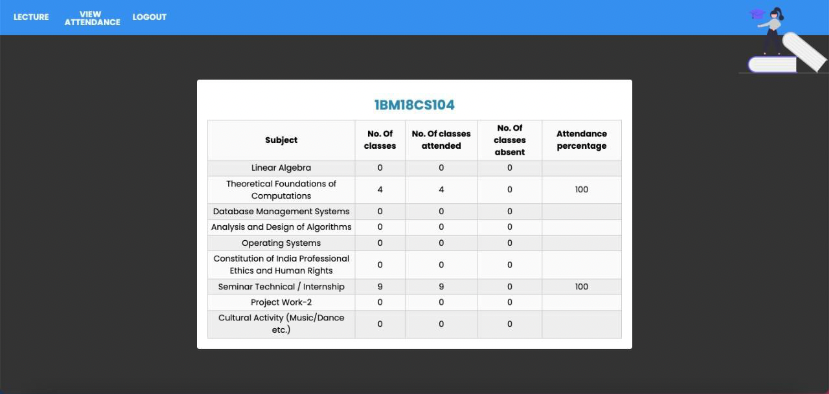 LECTURE
VIEW
ATTENDANCE
LOGOUT
1BM18CS104
Subject No. Of classes No. Of classes attended No. Of classes absent Attendance percentage
Linear Algebra 0 0 0
Theoretical Foundations of Computations 4 4 0 100
Database Management Systems 0 0 0
Analysis and Design of Algorithms 0 0 0
Operating Systems 0 0 0
Constitution of India Professional Ethics and Human Rights 0 0 0
Seminar Technical / Internship 9 9 0 100
Project Work-2 0 0 0
Cultural Activity (Music/Dance etc.) 0 0 0